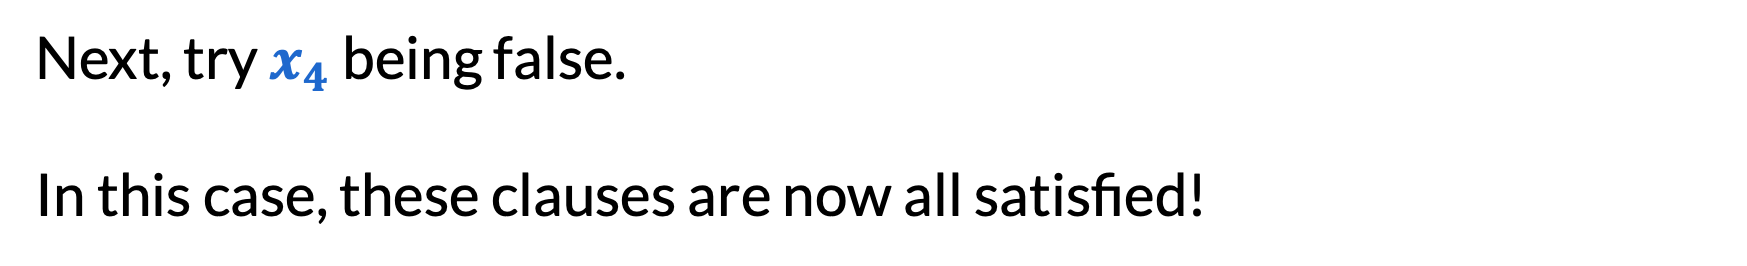 Next, try x₄ being false.
In this case, these clauses are now all satisfied!